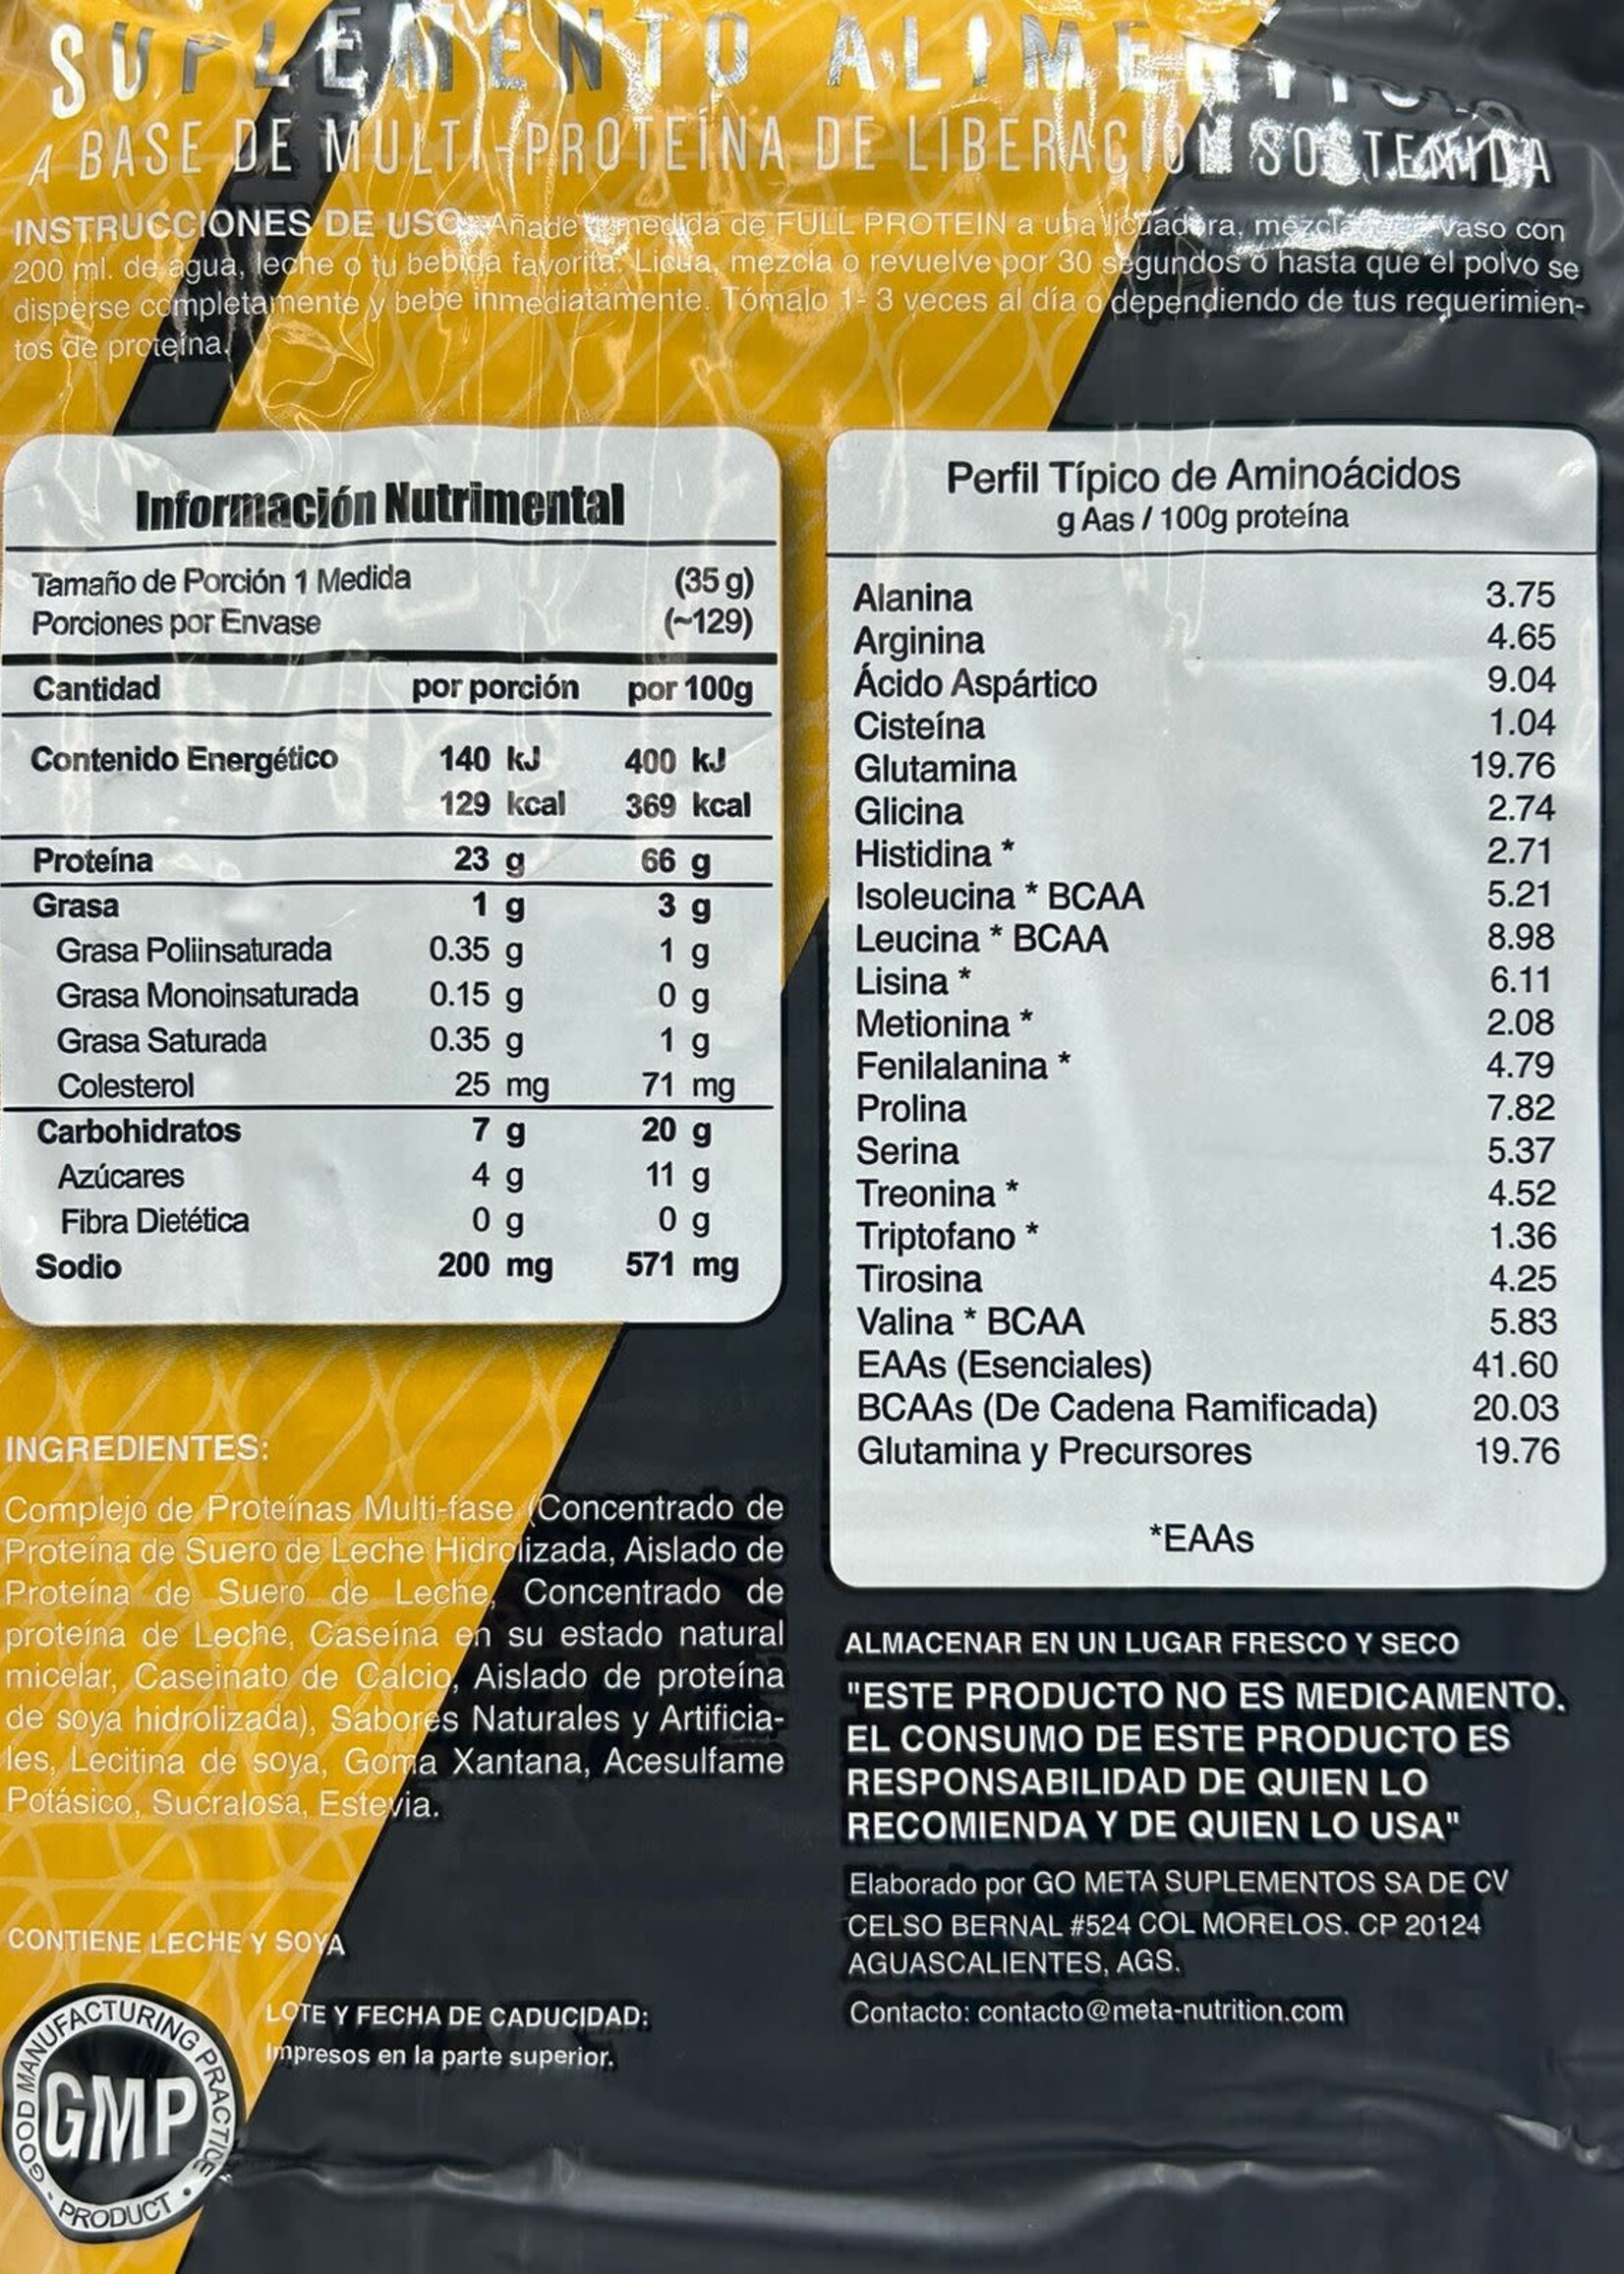 SUPLEMENTO
A BASE DE MULTI-PROTEÍNA DE LIBERACIÓN SOSTENIDA
INSTRUCCIONES DE USO: Añade medida de FULL PROTEIN a una licuadora, vaso con
200 ml. de agua, leche o tu bebida favorita. Licua, mezcla o revuelve por 30 segundos o hasta que el polvo se
disperse completamente y bebe inmediatamente. Tómalo 1- 3 veces al día o dependiendo de tus requerimien-
tos de proteína.
Información Nutrimental
Tamaño de Porción 1 Medida (35 g)
Porciones por Envase (~129)
Cantidad por porción por 100g
Contenido Energético 140 kJ 400 kJ
129 kcal 369 kcal
Proteína 23 g 66 g
Grasa 1 g 3 g
Grasa Poliinsaturada 0.35 g 1 g
Grasa Monoinsaturada 0.15 g 0 g
Grasa Saturada 0.35 g 1 g
Colesterol 25 mg 71 mg
Carbohidratos 7 g 20 g
Azúcares 4 g 11 g
Fibra Dietética 0 g 0 g
Sodio 200 mg 571 mg
INGREDIENTES:
Complejo de Proteínas Multi-fase (Concentrado de
Proteína de Suero de Leche Hidrolizada, Aislado de
Proteína de Suero de Leche, Concentrado de
proteína de Leche, Caseína en su estado natural
micelar, Caseinato de Calcio, Aislado de proteína
de soya hidrolizada), Sabores Naturales y Artificia-
les, Lecitina de soya, Goma Xantana, Acesulfame
Potásico, Sucralosa, Estevia.
CONTIENE LECHE Y SOYA
LOTE Y FECHA DE CADUCIDAD:
Impresos en la parte superior.
GOOD MANUFACTURING PRACTICE
GMP
PRODUCT
Perfil Típico de Aminoácidos
g Aas / 100g proteína
Alanina 3.75
Arginina 4.65
Ácido Aspártico 9.04
Cisteína 1.04
Glutamina 19.76
Glicina 2.74
Histidina * 2.71
Isoleucina * BCAA 5.21
Leucina * BCAA 8.98
Lisina * 6.11
Metionina * 2.08
Fenilalanina * 4.79
Prolina 7.82
Serina 5.37
Treonina * 4.52
Triptofano * 1.36
Tirosina 4.25
Valina * BCAA 5.83
EAAs (Esenciales) 41.60
BCAAs (De Cadena Ramificada) 20.03
Glutamina y Precursores 19.76
*EAAs
ALMACENAR EN UN LUGAR FRESCO Y SECO
"ESTE PRODUCTO NO ES MEDICAMENTO.
EL CONSUMO DE ESTE PRODUCTO ES
RESPONSABILIDAD DE QUIEN LO
RECOMIENDA Y DE QUIEN LO USA"
Elaborado por GO META SUPLEMENTOS SA DE CV
CELSO BERNAL #524 COL MORELOS. CP 20124
AGUASCALIENTES, AGS.
Contacto: contacto@meta-nutrition.com